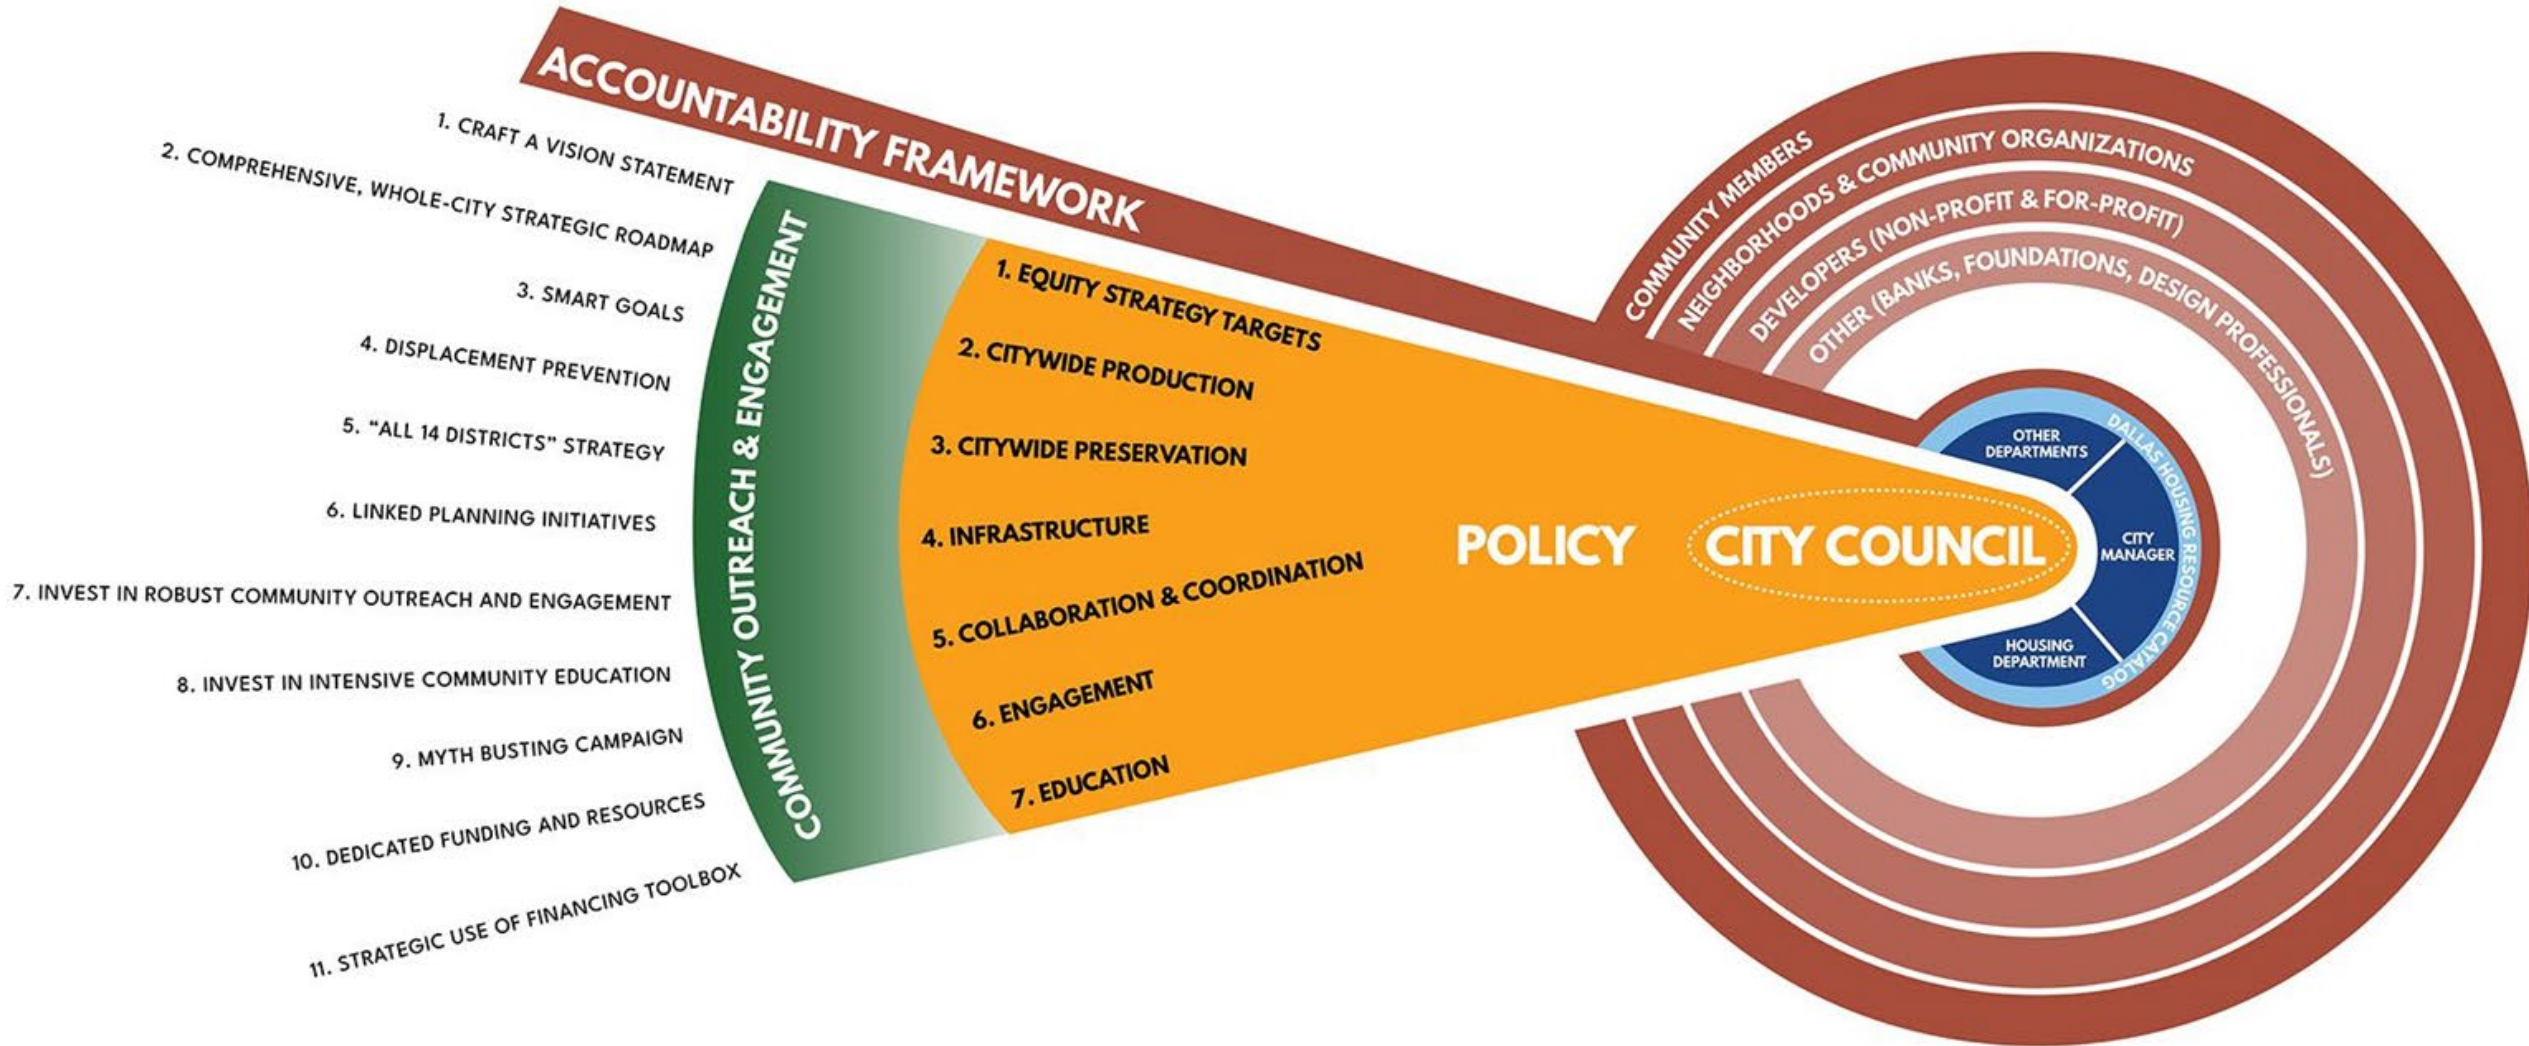 ACCOUNTABILITY FRAMEWORK
1. CRAFT A VISION STATEMENT
2. COMPREHENSIVE, WHOLE-CITY STRATEGIC ROADMAP
3. SMART GOALS
4. DISPLACEMENT PREVENTION
5. “ALL 14 DISTRICTS” STRATEGY
6. LINKED PLANNING INITIATIVES
7. INVEST IN ROBUST COMMUNITY OUTREACH AND ENGAGEMENT
8. INVEST IN INTENSIVE COMMUNITY EDUCATION
9. MYTH BUSTING CAMPAIGN
10. DEDICATED FUNDING AND RESOURCES
11. STRATEGIC USE OF FINANCING TOOLBOX
COMMUNITY OUTREACH & ENGAGEMENT
1. EQUITY STRATEGY TARGETS
2. CITYWIDE PRODUCTION
3. CITYWIDE PRESERVATION
4. INFRASTRUCTURE
5. COLLABORATION & COORDINATION
6. ENGAGEMENT
7. EDUCATION
POLICY
CITY COUNCIL
COMMUNITY MEMBERS
NEIGHBORHOODS & COMMUNITY ORGANIZATIONS
DEVELOPERS (NON-PROFIT & FOR-PROFIT)
OTHER (BANKS, FOUNDATIONS, DESIGN PROFESSIONALS)
DALLAS HOUSING RESOURCE CATALOG
OTHER
DEPARTMENTS
CITY
MANAGER
HOUSING
DEPARTMENT